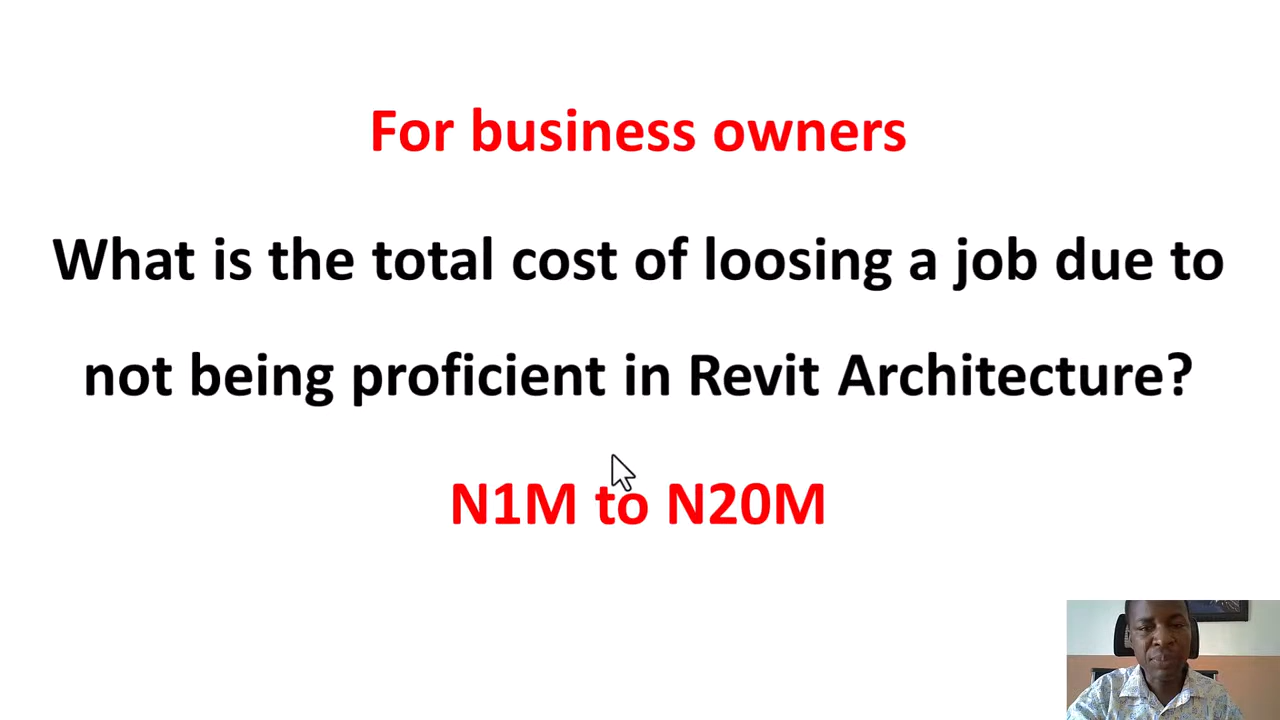 For business owners
What is the total cost of loosing a job due to
not being proficient in Revit Architecture?
N1M to N20M